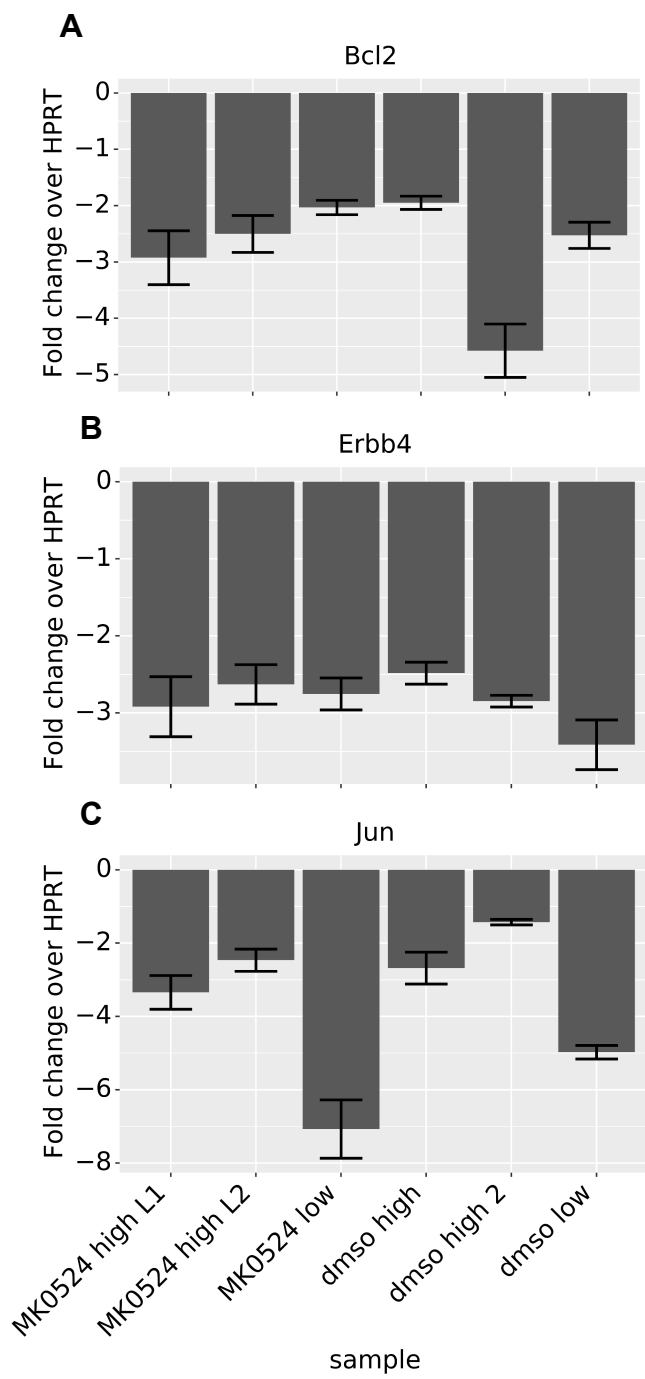 A
Bcl2
Fold change over HPRT
0
−1
−2
−3
−4
−5
B
Erbb4
Fold change over HPRT
0
−1
−2
−3
C
Jun
Fold change over HPRT
0
−2
−4
−6
−8
MK0524 high L1
MK0524 high L2
MK0524 low
dmso high
dmso high 2
dmso low
sample